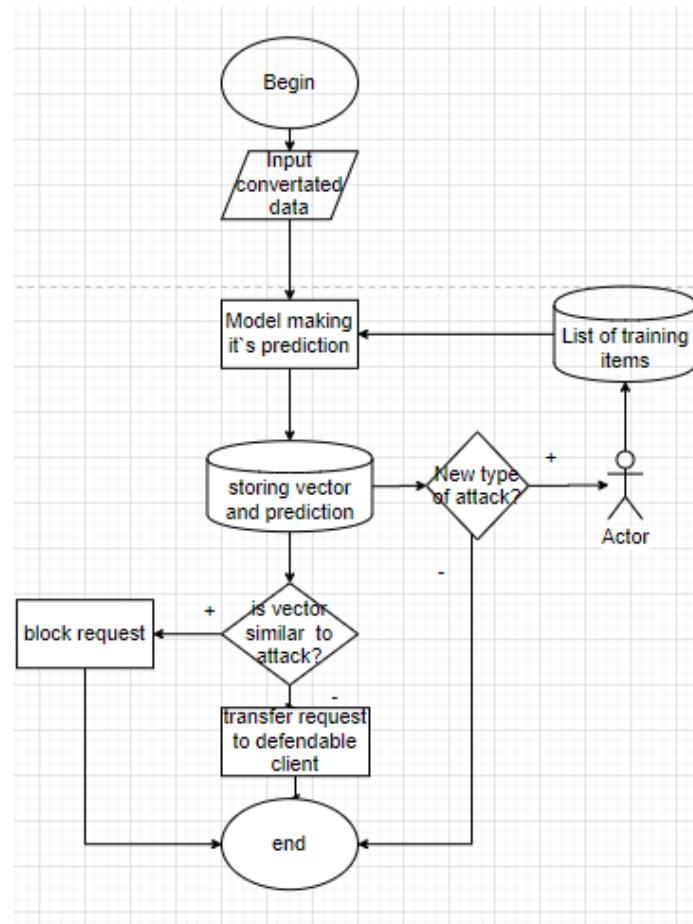 Begin
Input
convertated
data
Model making
it`s prediction
List of training
items
storing vector
and prediction
New type
of attack?
+
Actor
-
is vector
similar to
attack?
+
block request
-
transfer request
to defendable
client
end